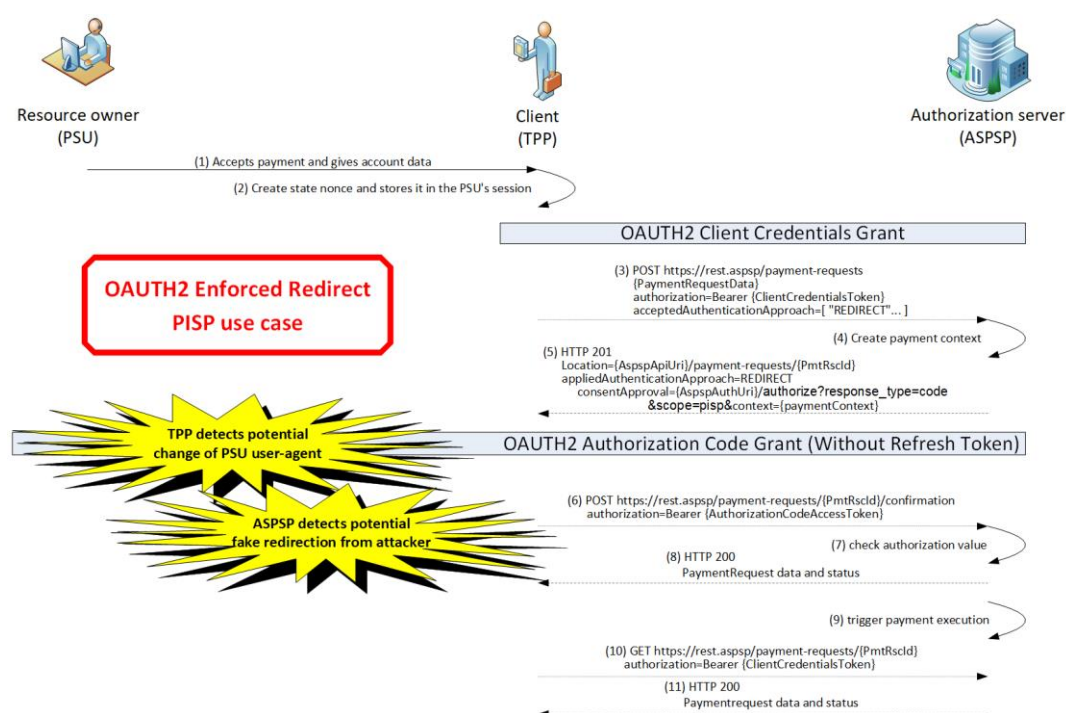 Resource owner
(PSU)
Client
(TPP)
Authorization server
(ASPSP)
(1) Accepts payment and gives account data
(2) Create state nonce and stores it in the PSU's session
OAUTH2 Client Credentials Grant
OAUTH2 Enforced Redirect
PISP use case
(3) POST https://rest.aspsp/payment-requests
{PaymentRequestData}
authorization=Bearer {ClientCredentialsToken}
acceptedAuthenticationApproach=[ "REDIRECT"... ]
(4) Create payment context
(5) HTTP 201
Location={AspspApiUri}/payment-requests/{PmtRscId}
appliedAuthenticationApproach=REDIRECT
consentApproval={AspspAuthUri}/authorize?response_type=code
&scope=pisp&context={paymentContext}
TPP detects potential
change of PSU user-agent
OAUTH2 Authorization Code Grant (Without Refresh Token)
ASPSP detects potential
fake redirection from attacker
(6) POST https://rest.aspsp/payment-requests/{PmtRscId}/confirmation
authorization=Bearer {AuthorizationCodeAccessToken}
(7) check authorization value
(8) HTTP 200
PaymentRequest data and status
(9) trigger payment execution
(10) GET https://rest.aspsp/payment-requests/{PmtRscId}
authorization=Bearer {ClientCredentialsToken}
(11) HTTP 200
Paymentrequest data and status